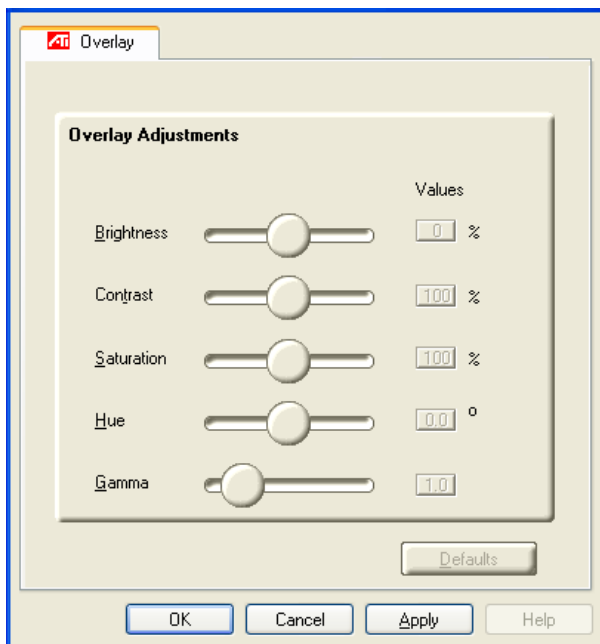 ATI Overlay
Overlay Adjustments
Values
Brightness 0 %
Contrast 100 %
Saturation 100 %
Hue 0.0 °
Gamma 1.0
Defaults
OK Cancel Apply Help